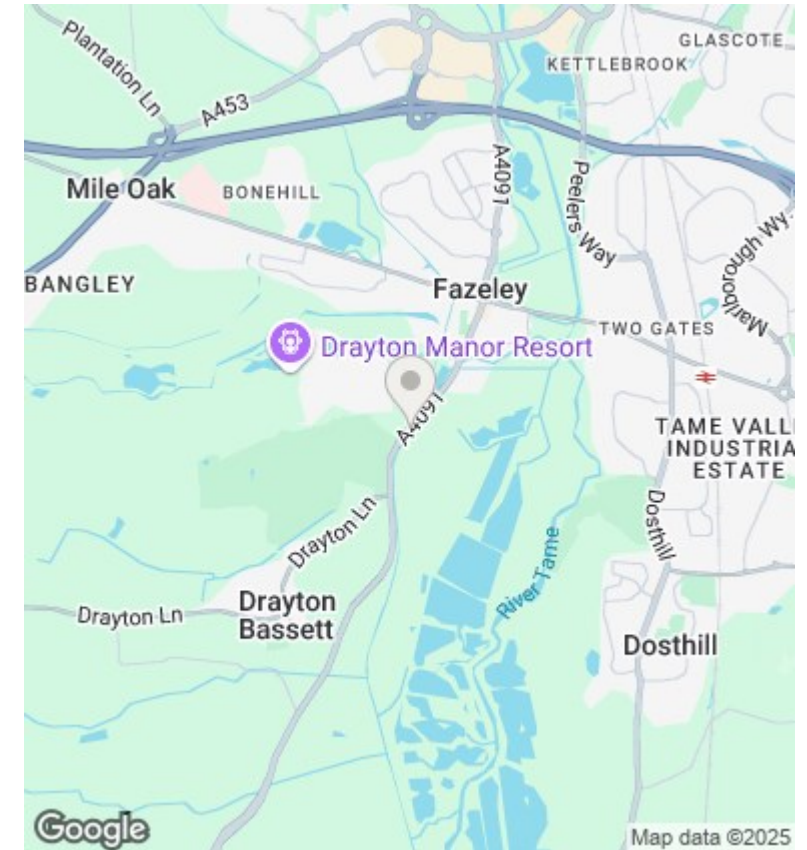 Plantation Ln
A453
GLASCOTE
KETTLEBROOK
A4091
Peelers Way
Mile Oak
BONEHILL
BANGLEY
Fazeley
Marlborough Wy.
TWO GATES
Drayton Manor Resort
A4091
TAME VALL
INDUSTRIA
ESTATE
Dosthill
Drayton Ln
River Tame
Drayton
Bassett
Drayton Ln
Dosthill
Google
Map data ©2025